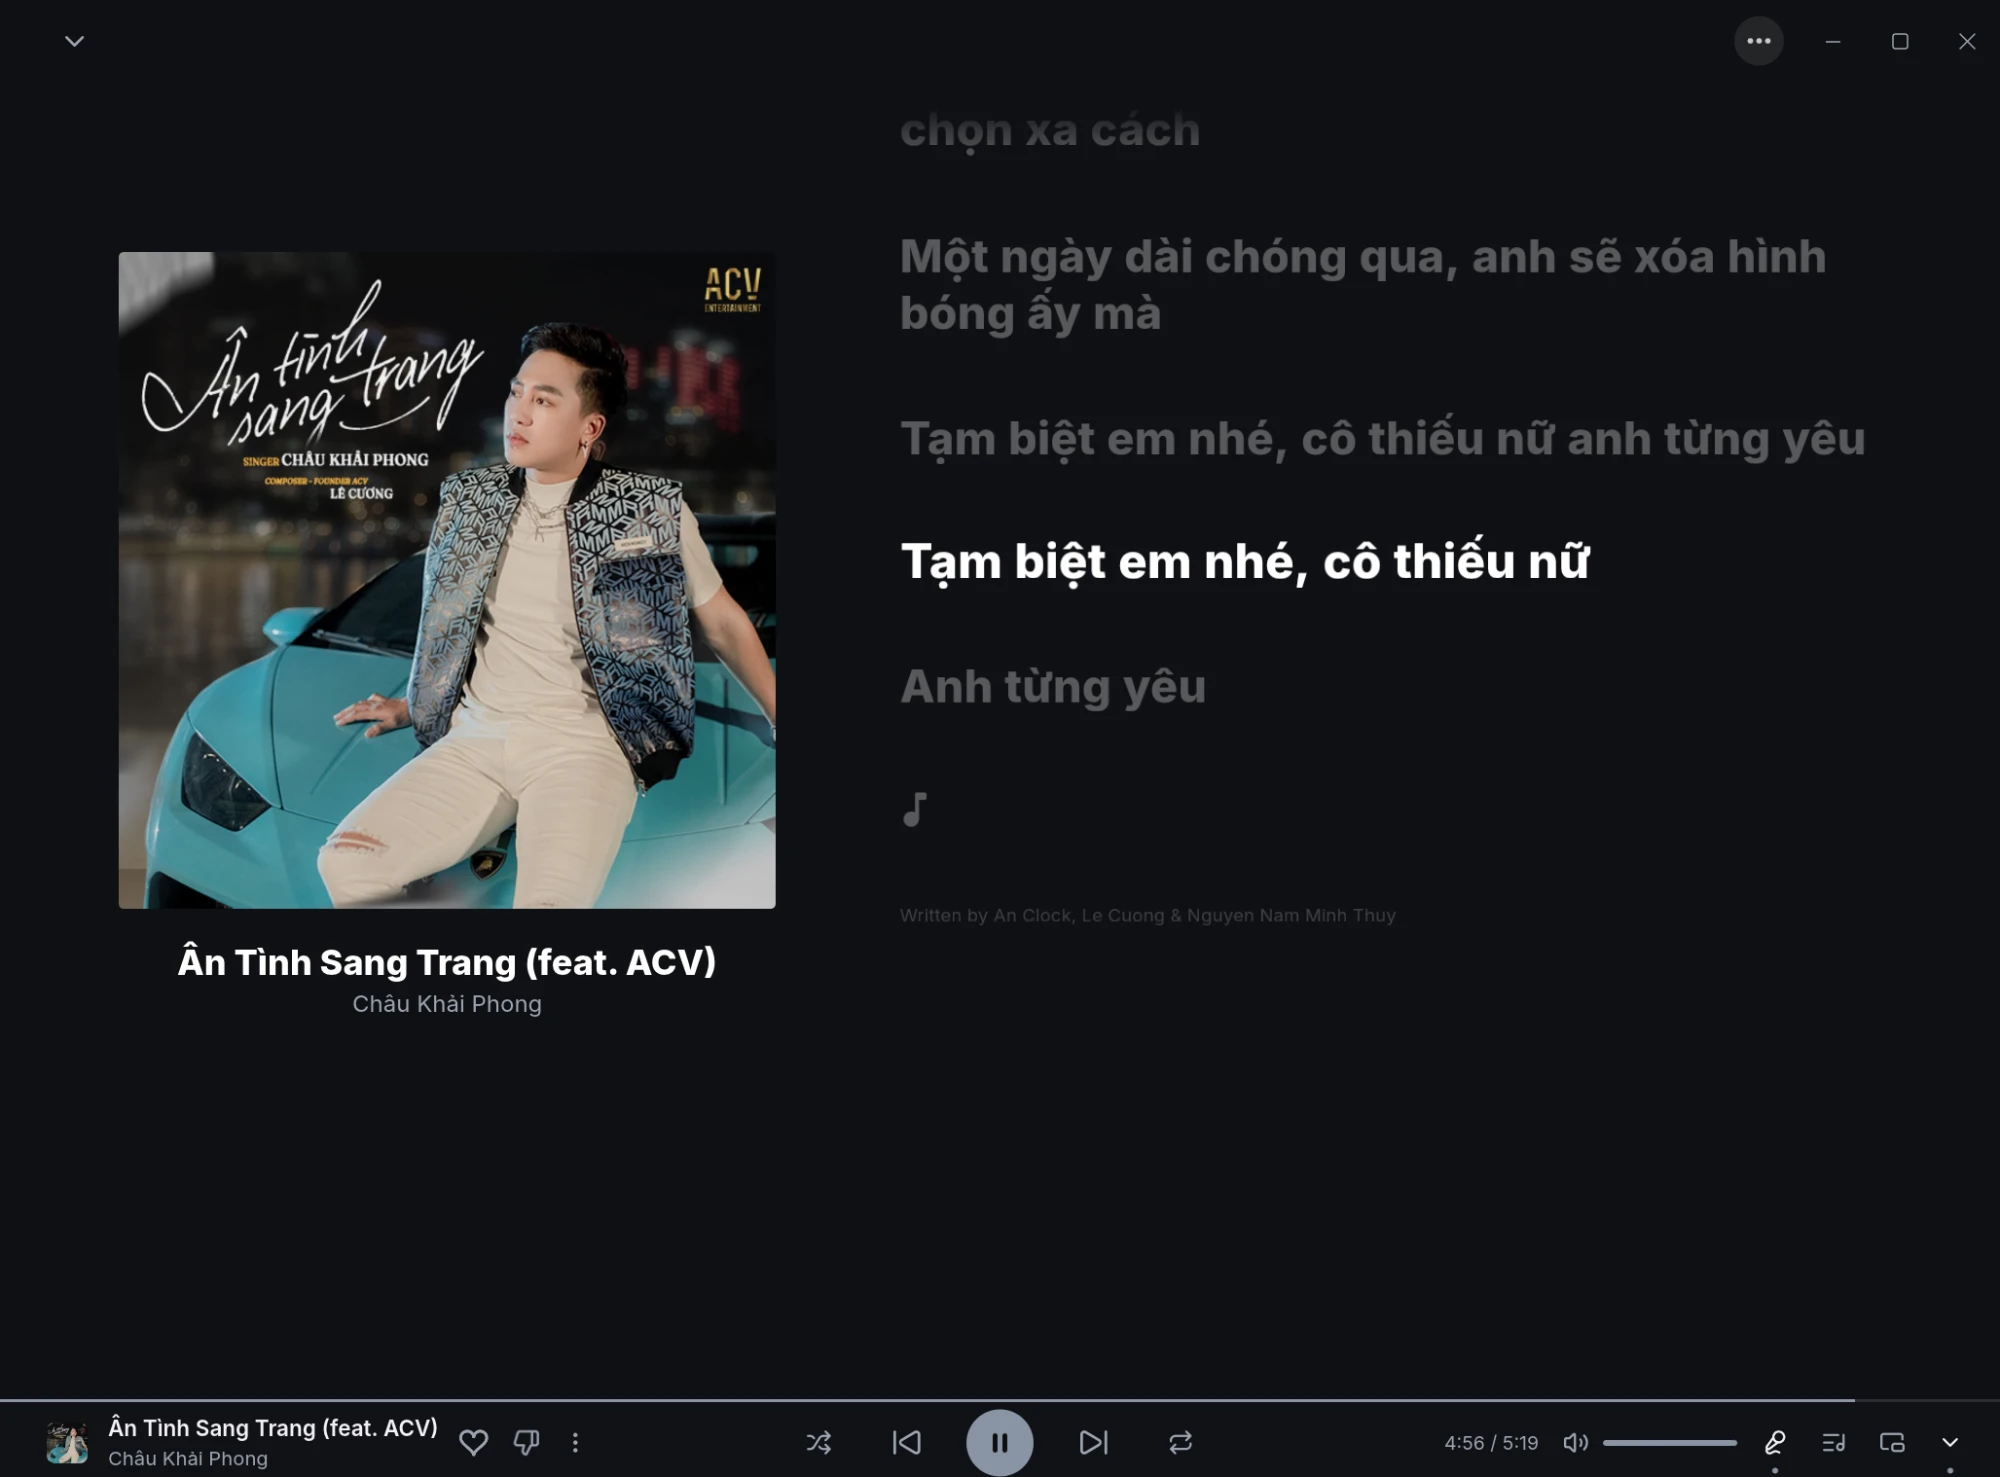 chọn xa cách
Một ngày dài chóng qua, anh sẽ xóa hình
bóng ấy mà
Tạm biệt em nhé, cô thiếu nữ anh từng yêu
Tạm biệt em nhé, cô thiếu nữ
Anh từng yêu
Written by An Clock, Le Cuong & Nguyen Nam Minh Thuy
ACV
ENTERTAINMENT
Ân tình
sang trang
SINGER CHÂU KHẢI PHONG
COMPOSER - FOUNDER ACV
LÊ CƯƠNG
Ân Tình Sang Trang (feat. ACV)
Châu Khải Phong
Ân Tình Sang Trang (feat. ACV)
Châu Khải Phong
4:56 / 5:19